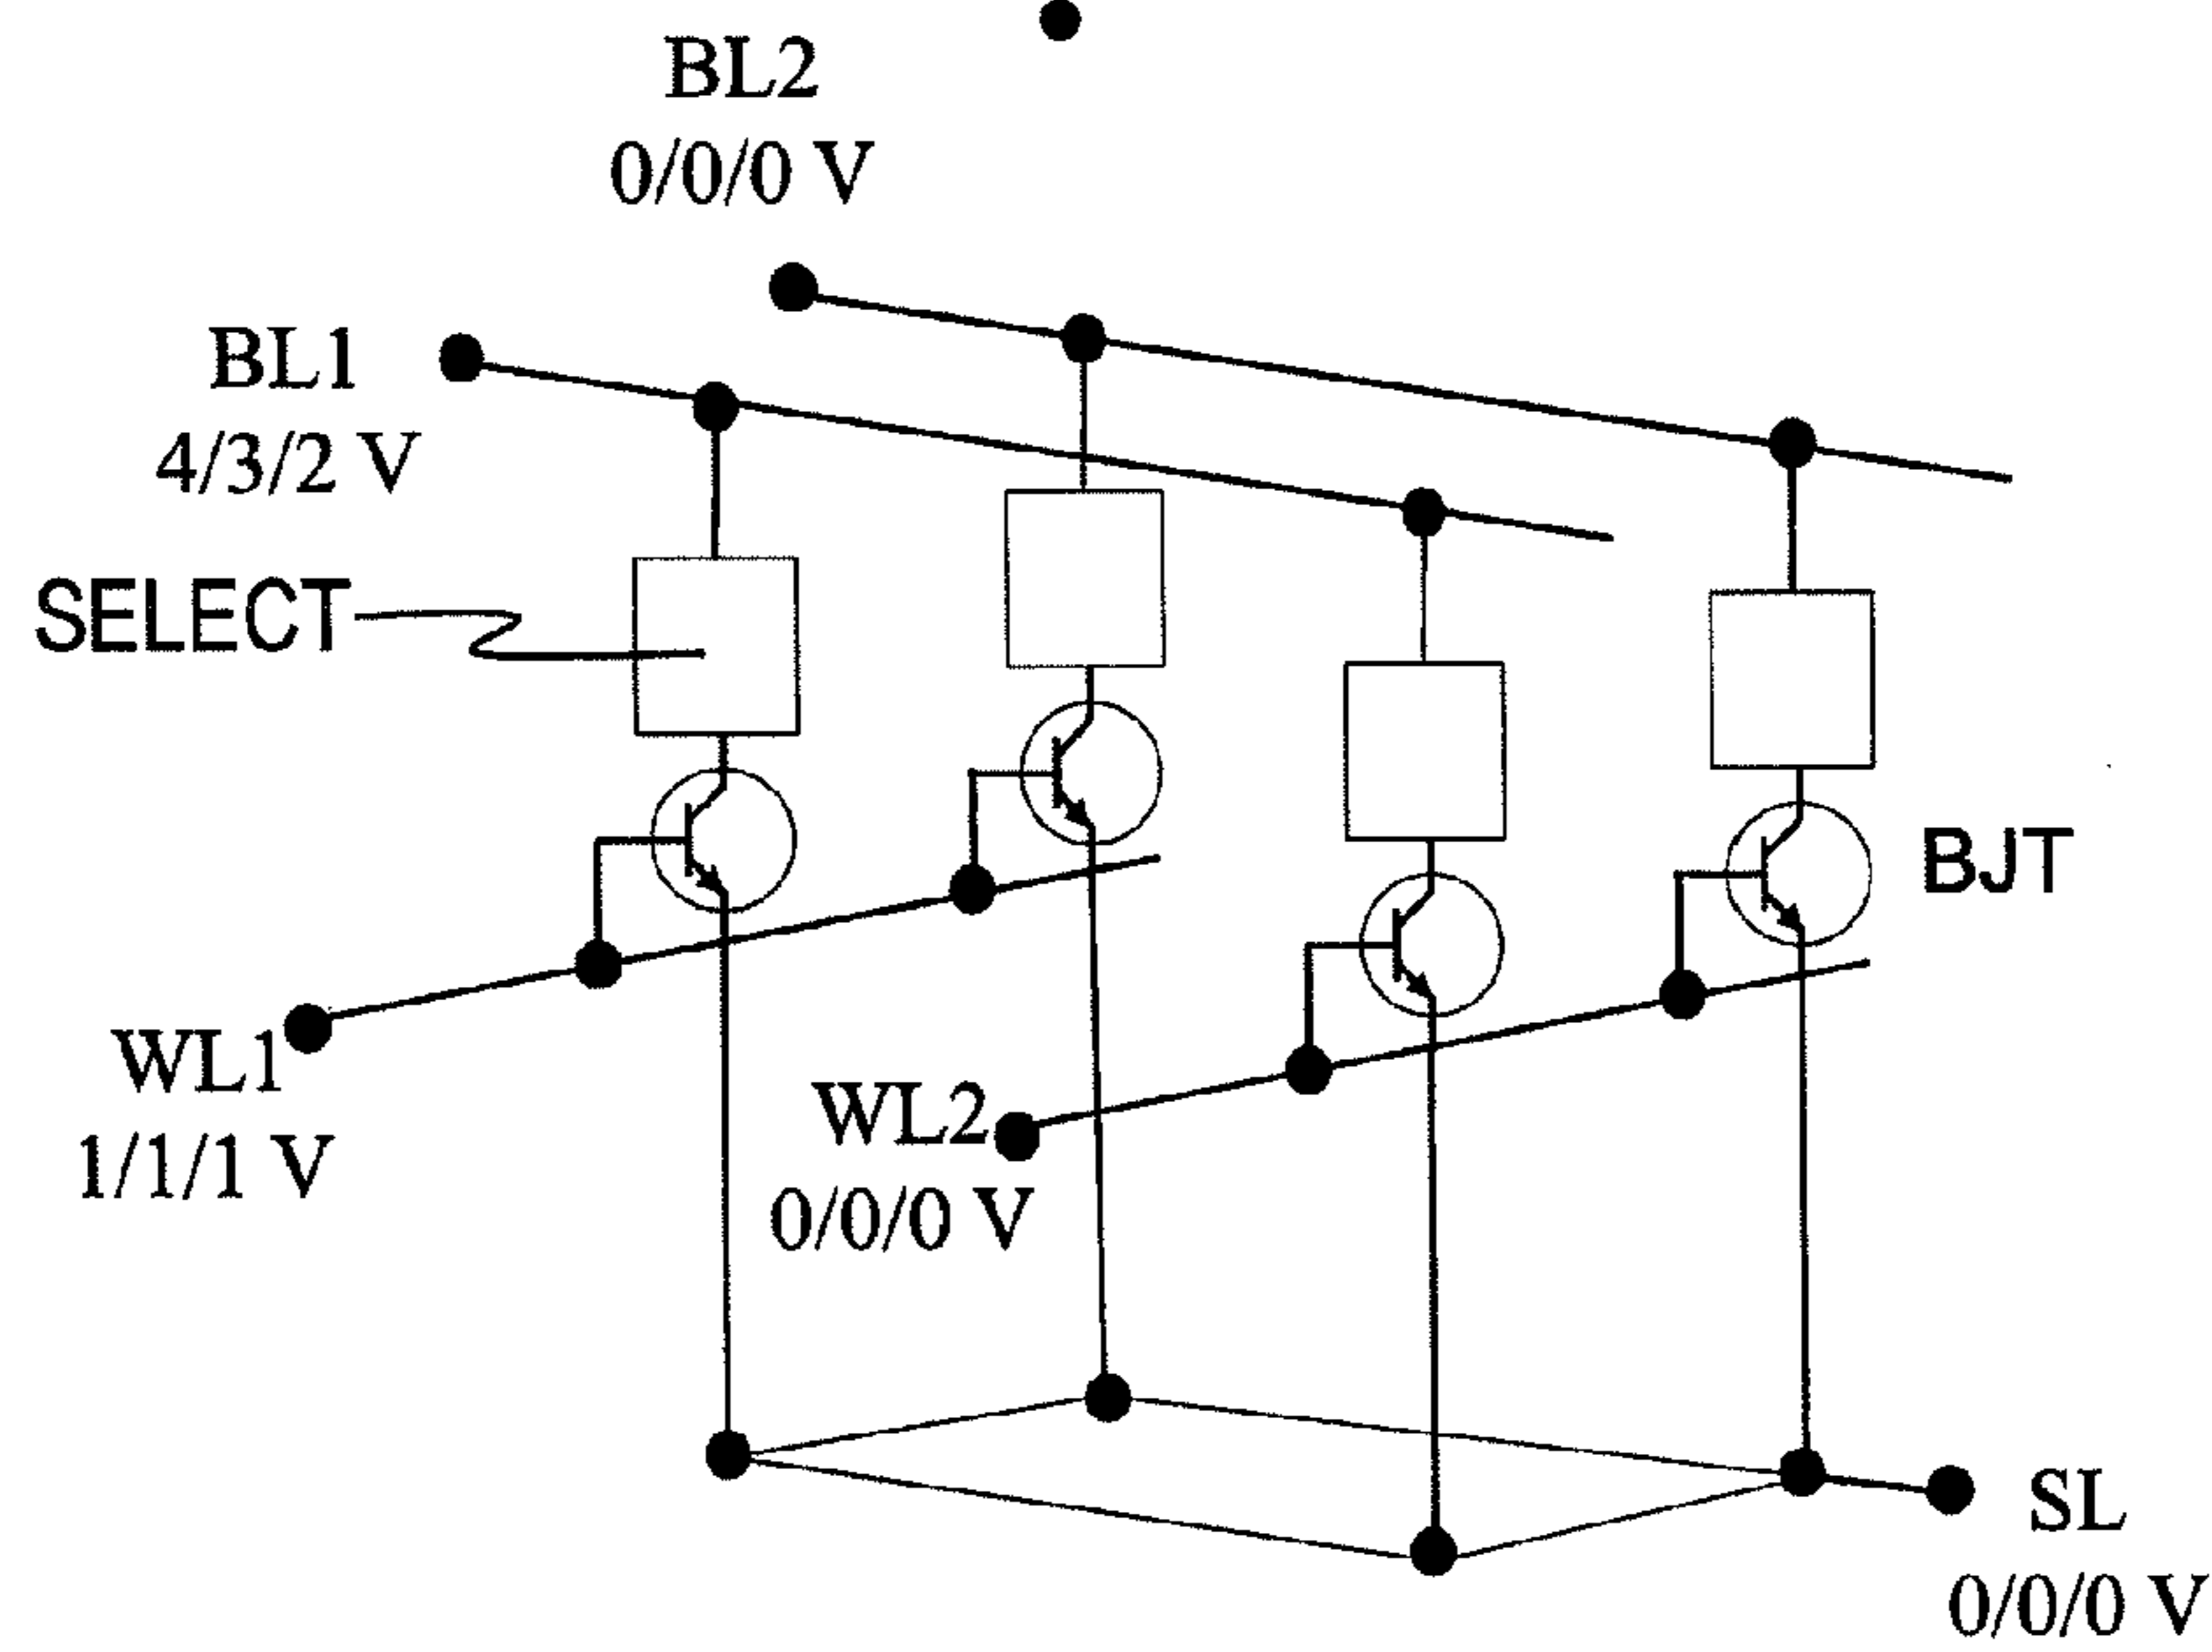 BL2
0/0/0 V
BL1
4/3/2 V
SELECT
BJT
WL1
1/1/1 V
WL2
0/0/0 V
SL
0/0/0 V